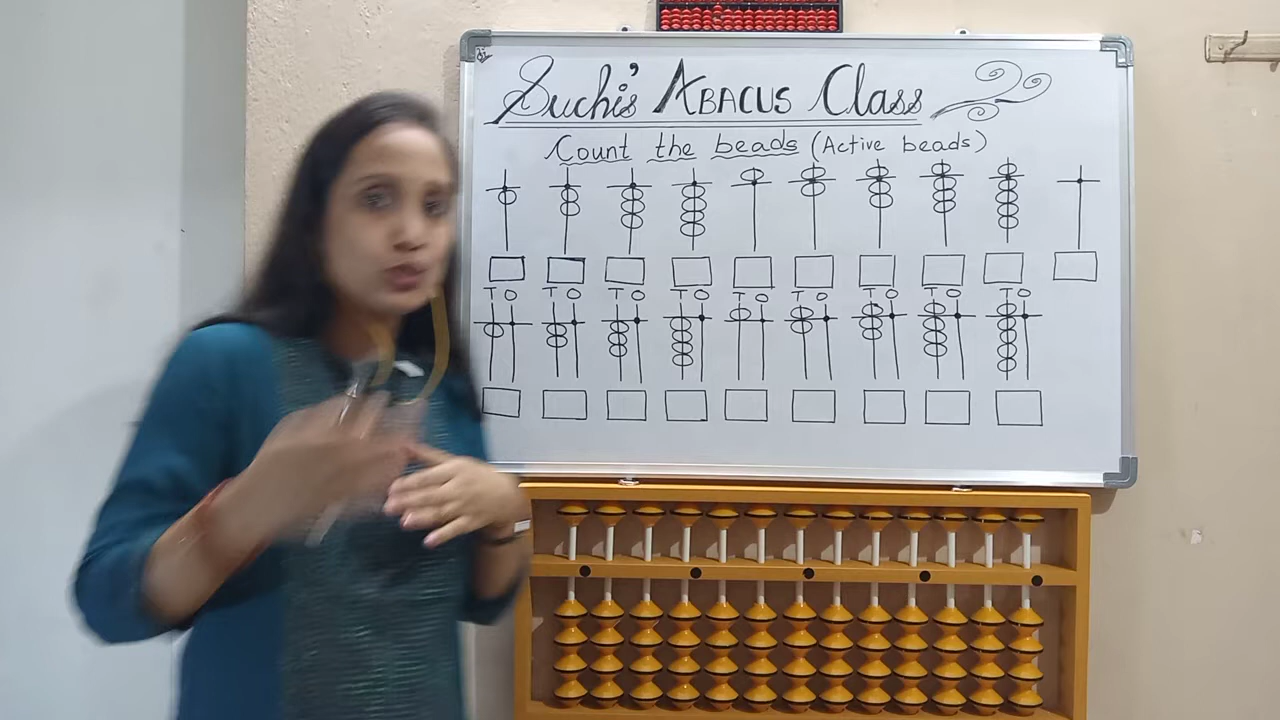 Suchi's ABACUS Class
Count the beads (Active beads)
T O T O T O T O T O T O T O T O T O